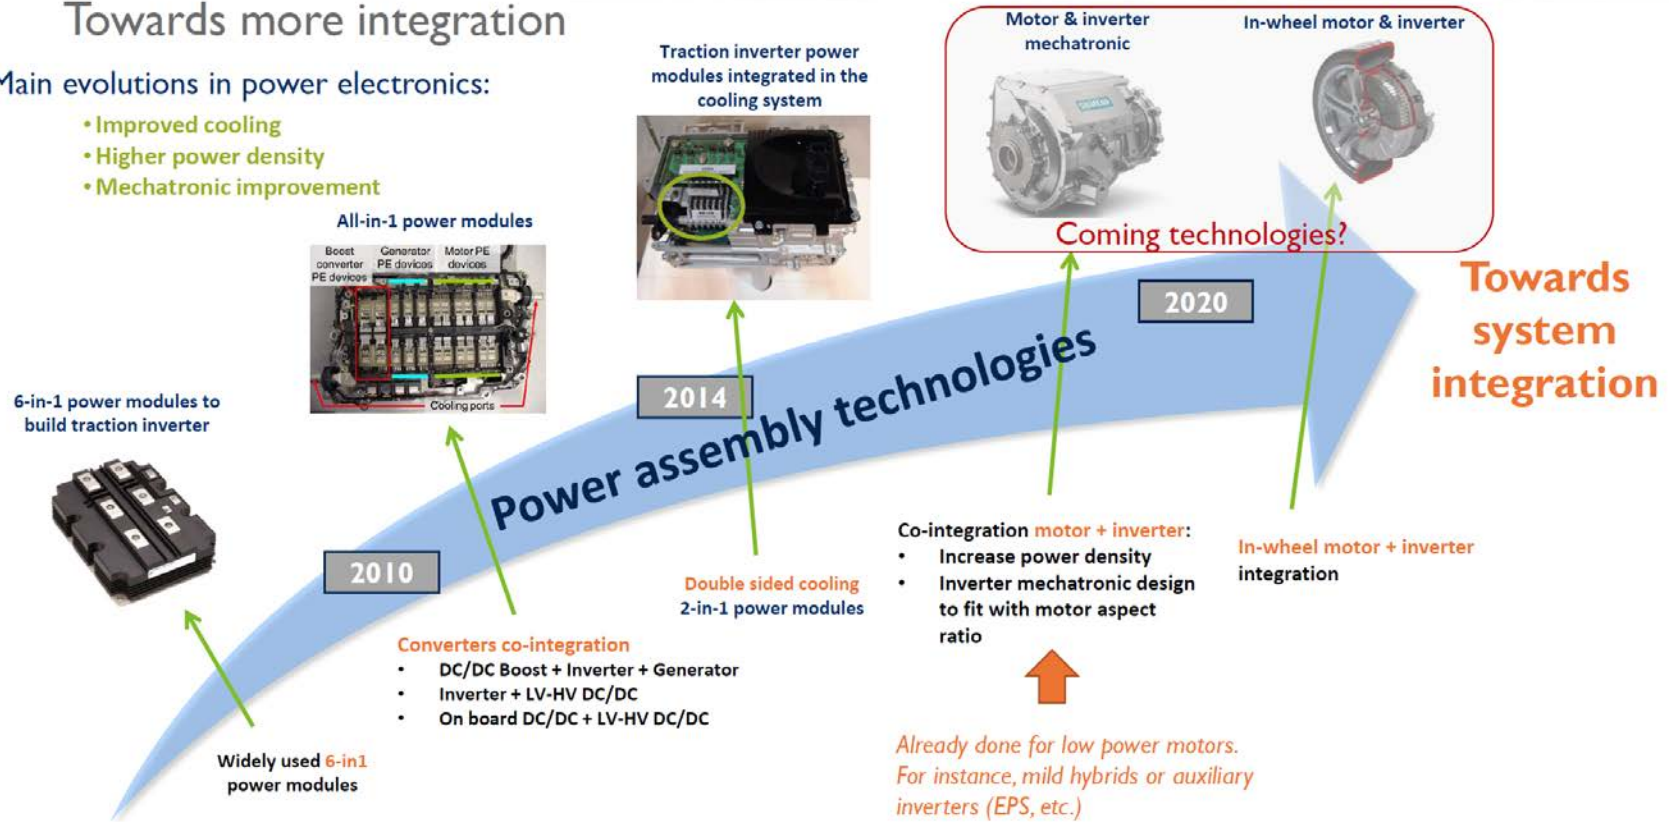 Towards more integration
Main evolutions in power electronics:
• Improved cooling
• Higher power density
• Mechatronic improvement
6-in-1 power modules to
build traction inverter
All-in-1 power modules
Boost
converter
PE devices
Generator
PE devices
Motor PE
devices
Cooling ports
Traction inverter power
modules integrated in the
cooling system
Motor & inverter
mechatronic
In-wheel motor & inverter
Coming technologies?
2010
2014
2020
Power assembly technologies
Towards
system
integration
Widely used 6-in1
power modules
Converters co-integration
• DC/DC Boost + Inverter + Generator
• Inverter + LV-HV DC/DC
• On board DC/DC + LV-HV DC/DC
Double sided cooling
2-in-1 power modules
Co-integration motor + inverter:
• Increase power density
• Inverter mechatronic design
to fit with motor aspect
ratio
In-wheel motor + inverter
integration
Already done for low power motors.
For instance, mild hybrids or auxiliary
inverters (EPS, etc.)